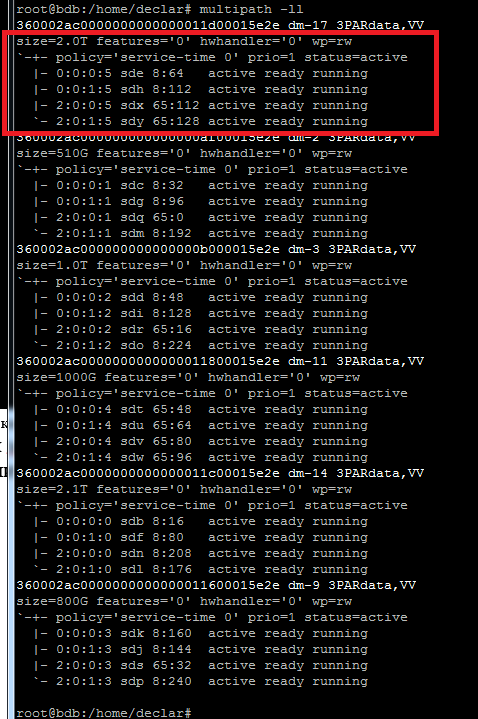 root@bdb:/home/declar# multipath -ll
360002ac0000000000000011d00015e2e dm-17 3PARdata,VV
size=2.0T features='0' hwhandler='0' wp=rw
`-+- policy='service-time 0' prio=1 status=active
|- 0:0:0:5 sde 8:64 active ready running
|- 0:0:1:5 sdh 8:112 active ready running
|- 2:0:0:5 sdx 65:112 active ready running
`- 2:0:1:5 sdy 65:128 active ready running
360002ac000000000000000af00015e2e dm-2 3PARdata,VV
size=510G features='0' hwhandler='0' wp=rw
`-+- policy='service-time 0' prio=1 status=active
|- 0:0:0:1 sdc 8:32 active ready running
|- 0:0:1:1 sdg 8:96 active ready running
|- 2:0:0:1 sdq 65:0 active ready running
`- 2:0:1:1 sdm 8:192 active ready running
360002ac000000000000000b000015e2e dm-3 3PARdata,VV
size=1.0T features='0' hwhandler='0' wp=rw
`-+- policy='service-time 0' prio=1 status=active
|- 0:0:0:2 sdd 8:48 active ready running
|- 0:0:1:2 sdi 8:128 active ready running
|- 2:0:0:2 sdr 65:16 active ready running
`- 2:0:1:2 sdo 8:224 active ready running
360002ac0000000000000011800015e2e dm-11 3PARdata,VV
size=1000G features='0' hwhandler='0' wp=rw
`-+- policy='service-time 0' prio=1 status=active
|- 0:0:0:4 sdt 65:48 active ready running
|- 0:0:1:4 sdu 65:64 active ready running
|- 2:0:0:4 sdv 65:80 active ready running
`- 2:0:1:4 sdw 65:96 active ready running
360002ac0000000000000011c00015e2e dm-14 3PARdata,VV
size=2.1T features='0' hwhandler='0' wp=rw
`-+- policy='service-time 0' prio=1 status=active
|- 0:0:0:0 sdb 8:16 active ready running
|- 0:0:1:0 sdf 8:80 active ready running
|- 2:0:0:0 sdn 8:208 active ready running
`- 2:0:1:0 sdl 8:176 active ready running
360002ac0000000000000011600015e2e dm-9 3PARdata,VV
size=800G features='0' hwhandler='0' wp=rw
`-+- policy='service-time 0' prio=1 status=active
|- 0:0:0:3 sdk 8:160 active ready running
|- 0:0:1:3 sdj 8:144 active ready running
|- 2:0:0:3 sds 65:32 active ready running
`- 2:0:1:3 sdp 8:240 active ready running
root@bdb:/home/declar#